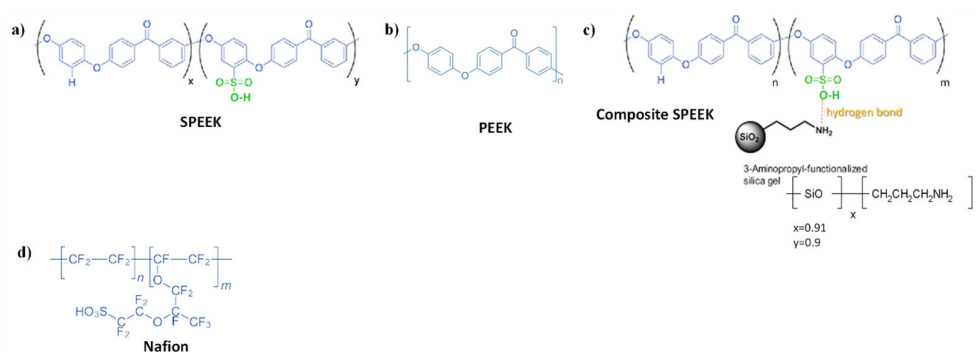 a)
O
O
O
O
O
O
O
H
x
y
O=S=O
O-H
SPEEK
b)
O
O
O
n
PEEK
c)
O
O
O
O
O
O
O
H
n
m
O=S=O
O-H
hydrogen bond
Composite SPEEK
SiO2
NH2
3-Aminopropyl-functionalized
silica gel
SiO
CH2CH2CH2NH2
x
x=0.91
y=0.9
d)
CF2 CF2
CF CF2
n
m
O
CF2
F2
HO3S
C
C
O
CF
CF3
F2
F
Nafion